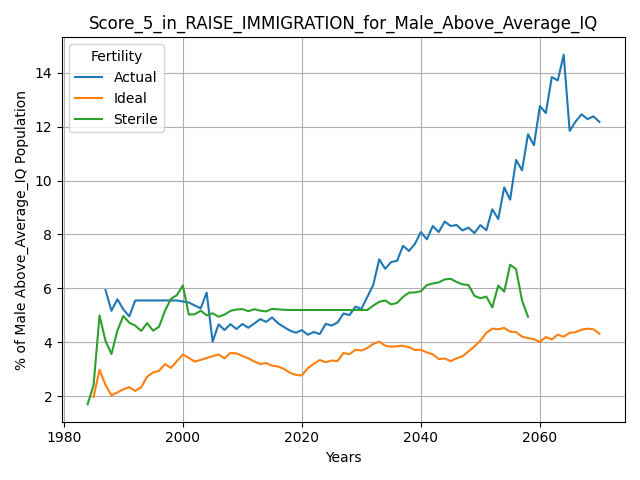 Score_5_in_RAISE_IMMIGRATION_for_Male_Above_Average_IQ
Fertility
Actual
Ideal
Sterile
% of Male Above_Average_IQ Population
14
12
10
8
6
4
2
1980
2000
2020
2040
2060
Years